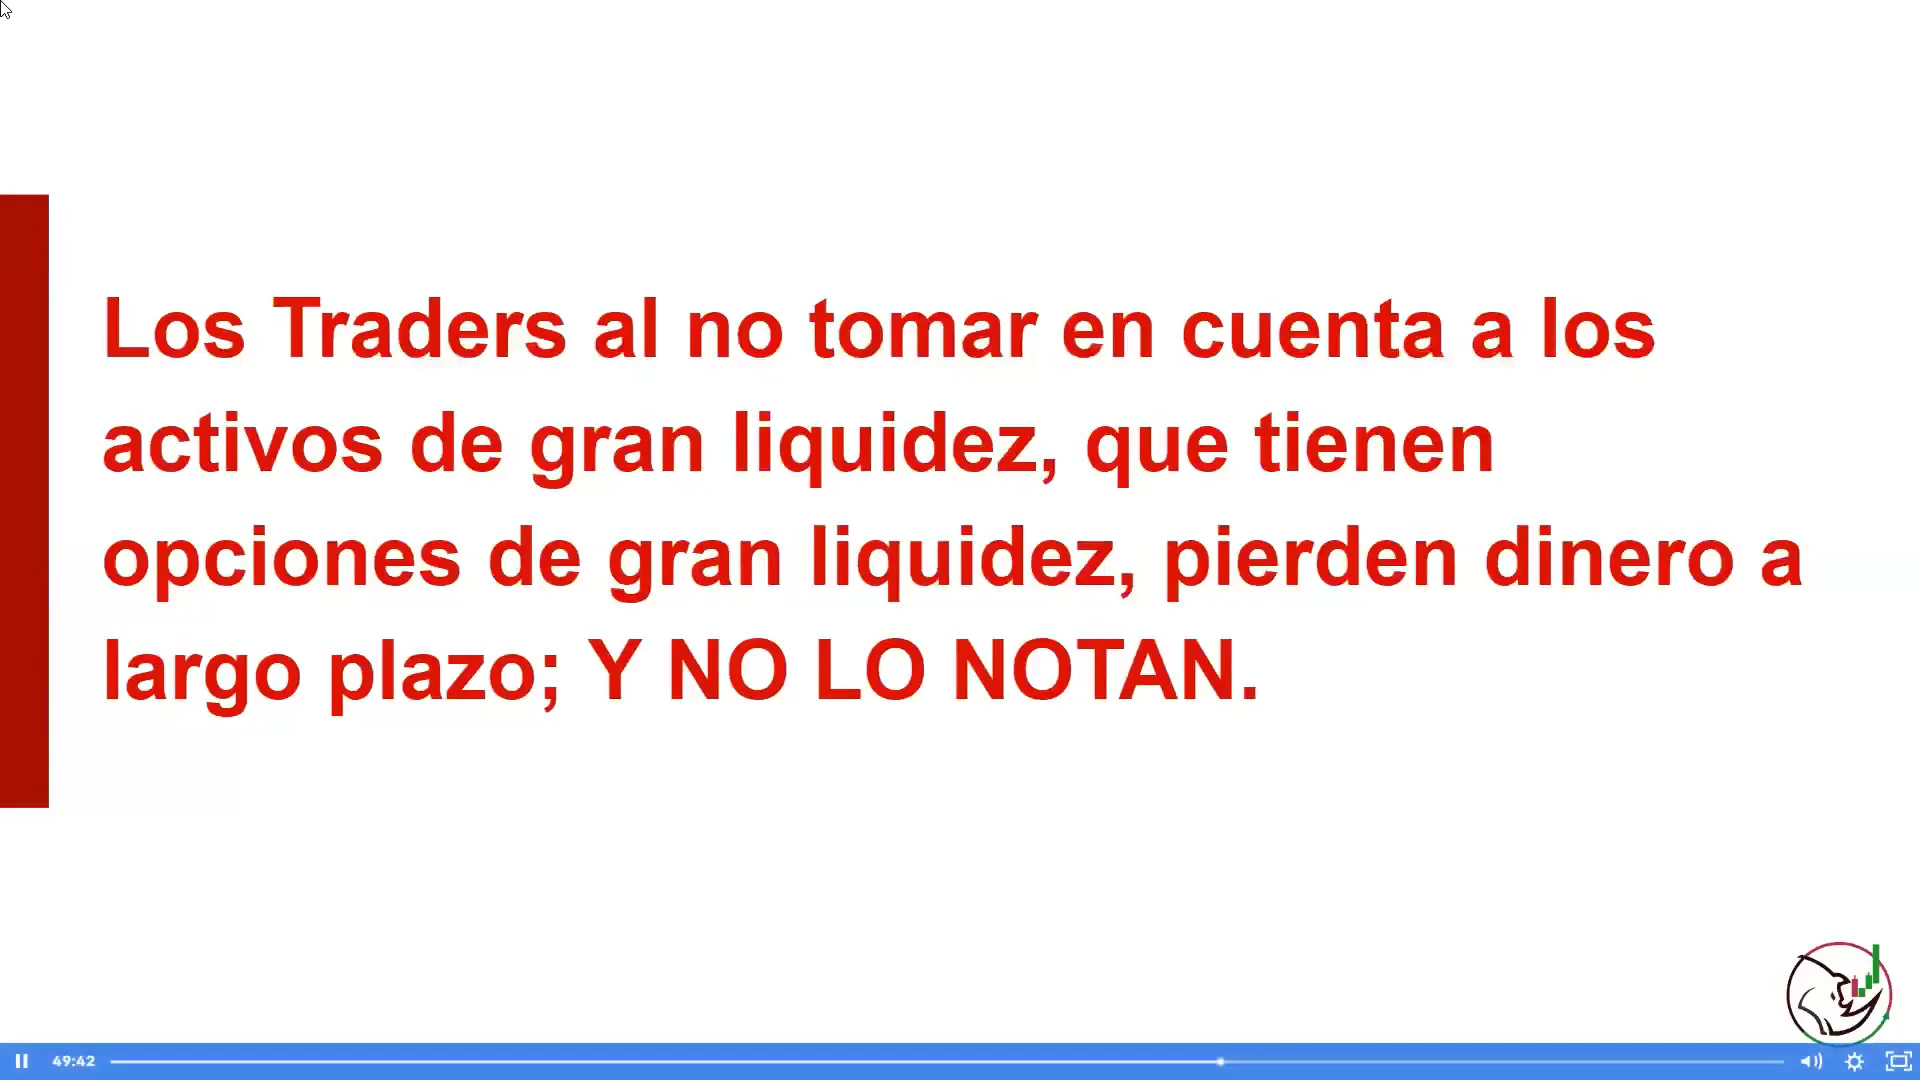 Los Traders al no tomar en cuenta a los
activos de gran liquidez, que tienen
opciones de gran liquidez, pierden dinero a
largo plazo; Y NO LO NOTAN.
49:42